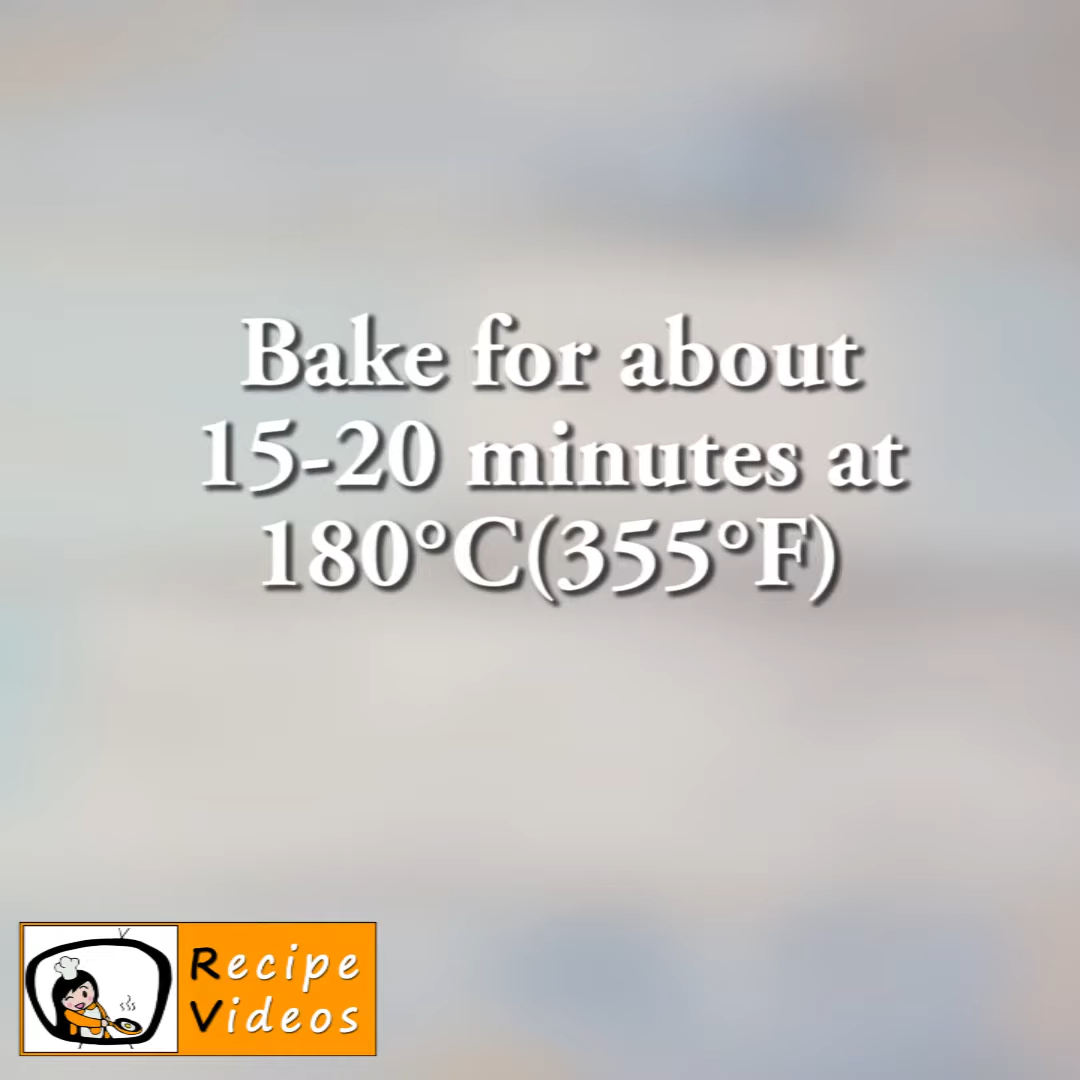 Bake for about
15-20 minutes at
180°C(355°F)
Recipe
Videos